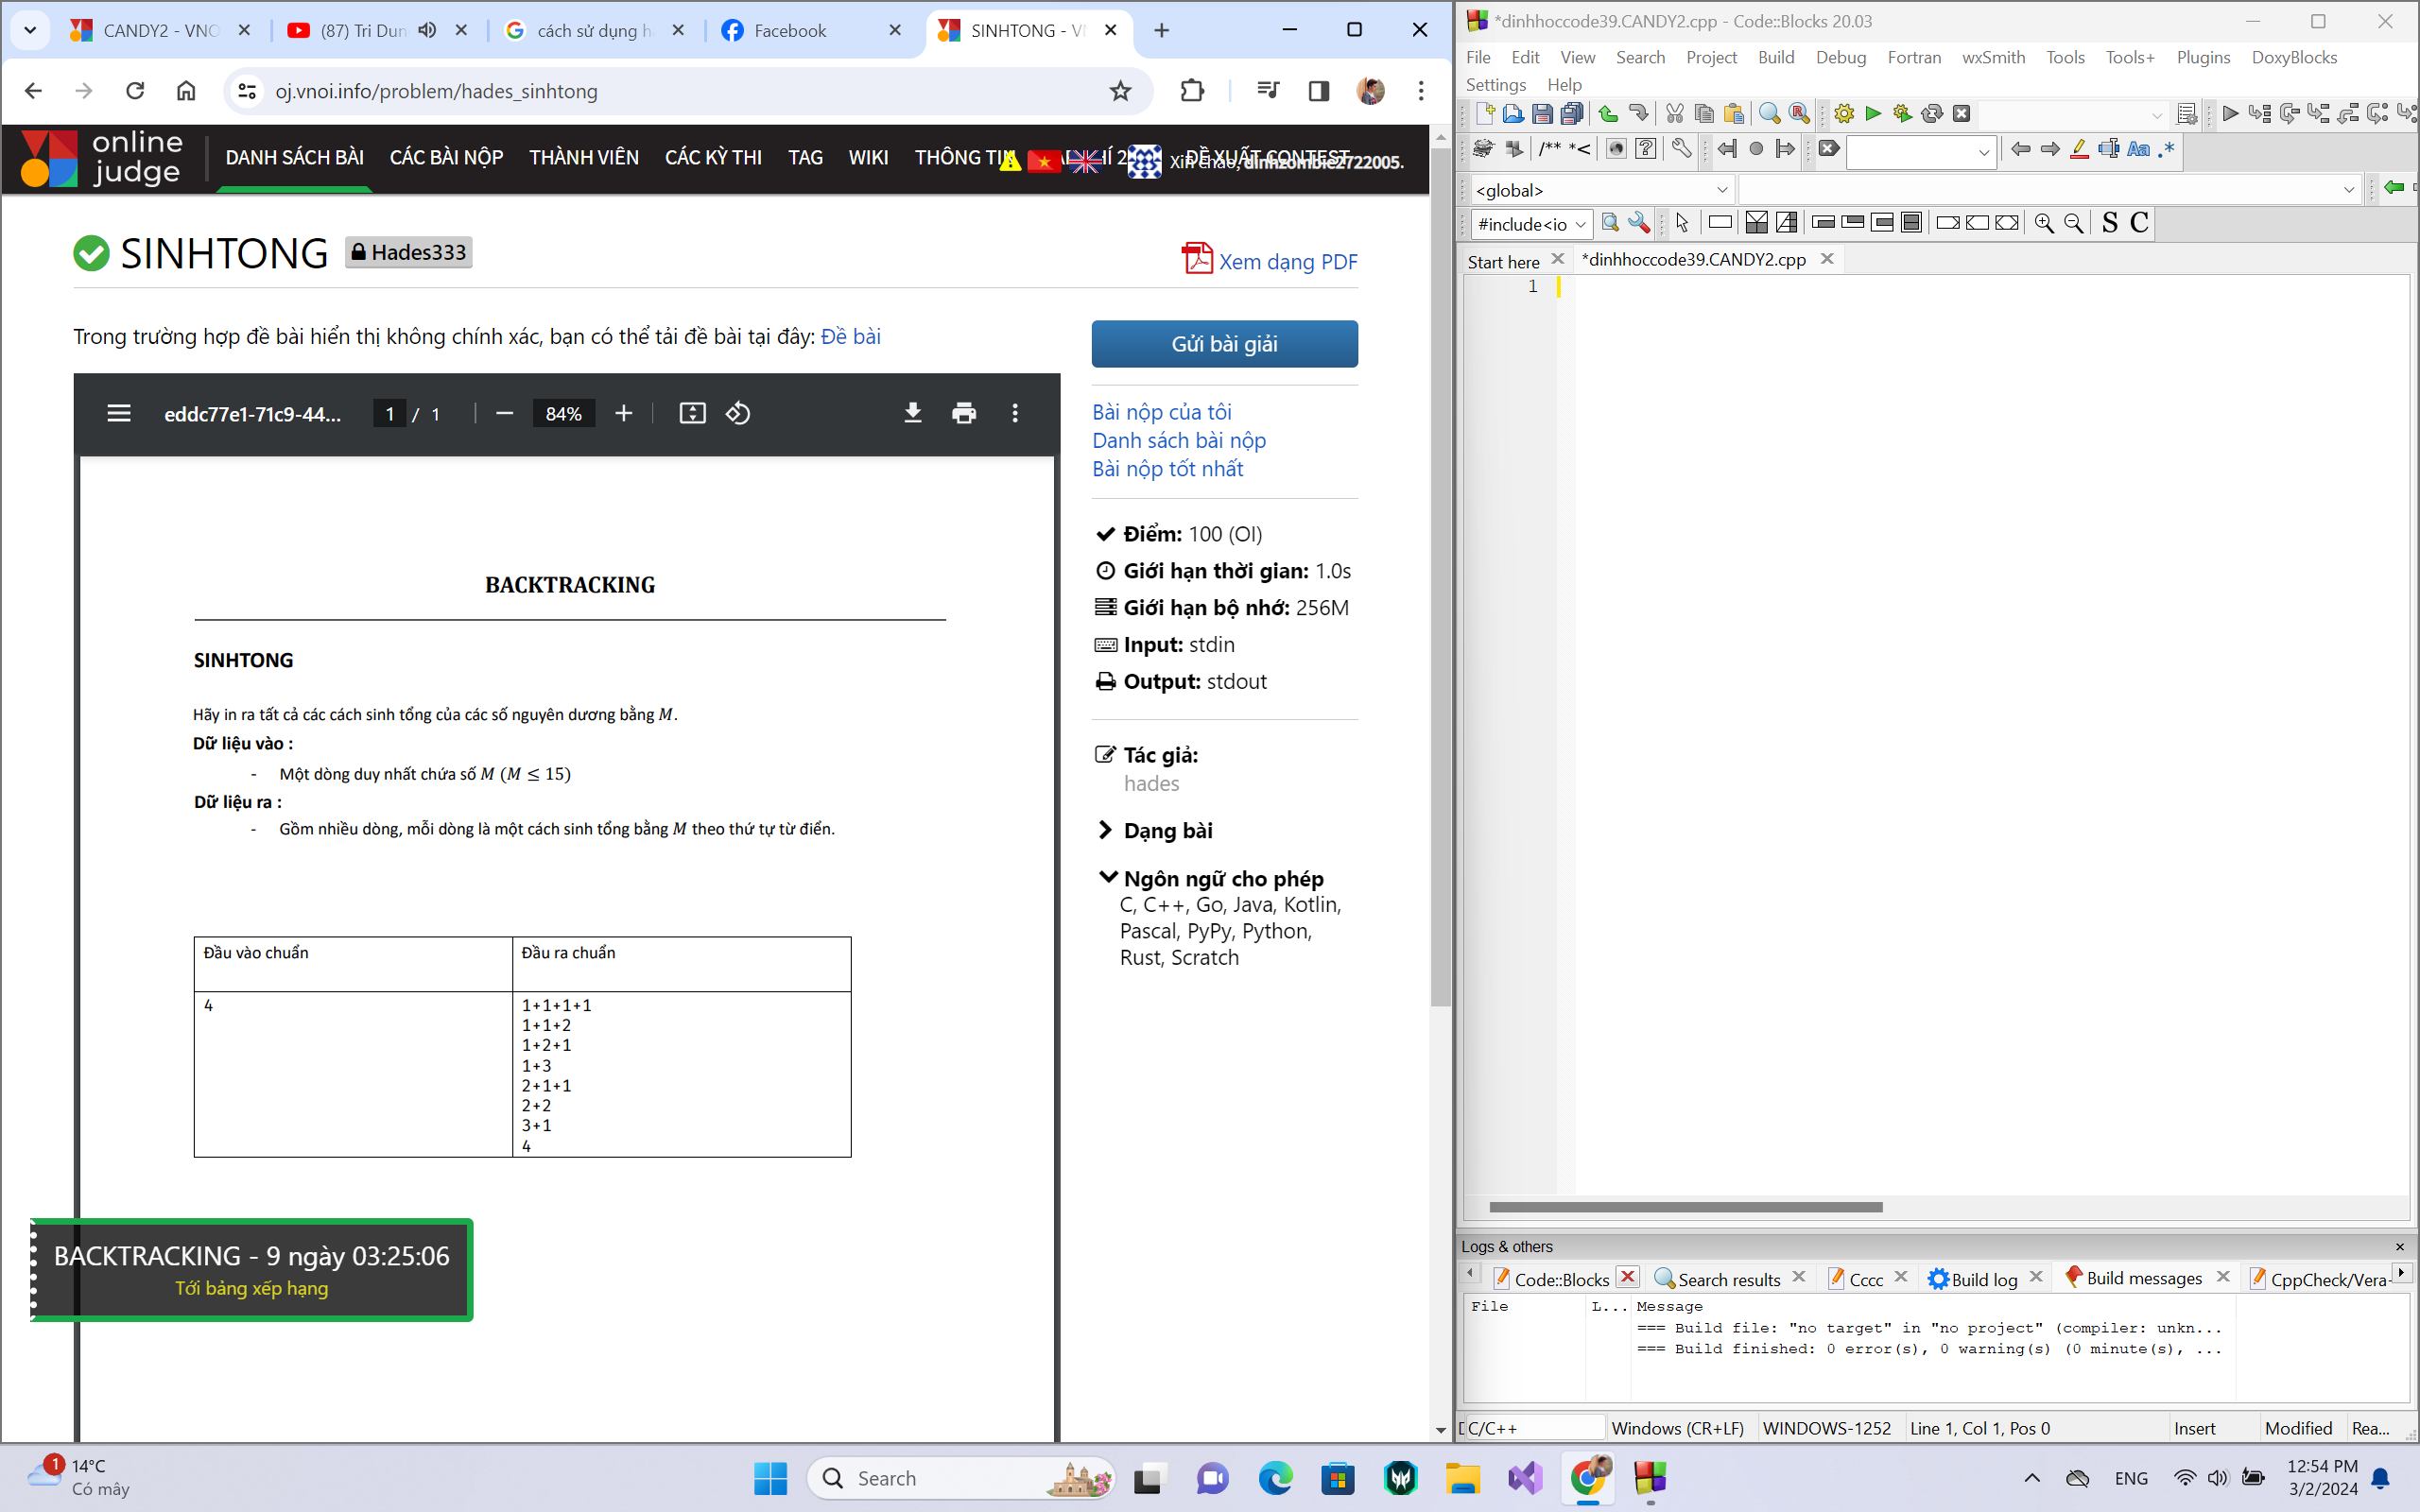 CANDY2 - VNO
(87) Tri Dun
cách sử dụng h
Facebook
SINHTONG - V
oj.vnoi.info/problem/hades_sinhtong
online
judge
DANH SÁCH BÀI
CÁC BÀI NỘP
THÀNH VIÊN
CÁC KỲ THI
TAG
WIKI
THÔNG TIN
ĐỀ XUẤT CONTEST
Xin chào, dinhzombie2722005.
SINHTONG
Hades333
Xem dạng PDF
Trong trường hợp đề bài hiển thị không chính xác, bạn có thể tải đề bài tại đây: Đề bài
eddc77e1-71c9-44...
1 / 1
84%
BACKTRACKING
SINHTONG
Hãy in ra tất cả các cách sinh tổng của các số nguyên dương bằng M.
Dữ liệu vào :
- Một dòng duy nhất chứa số M (M ≤ 15)
Dữ liệu ra :
- Gồm nhiều dòng, mỗi dòng là một cách sinh tổng bằng M theo thứ tự từ điển.
Đầu vào chuẩn
Đầu ra chuẩn
4
1+1+1+1
1+1+2
1+2+1
1+3
2+1+1
2+2
3+1
4
BACKTRACKING - 9 ngày 03:25:06
Tới bảng xếp hạng
Gửi bài giải
Bài nộp của tôi
Danh sách bài nộp
Bài nộp tốt nhất
Điểm: 100 (OI)
Giới hạn thời gian: 1.0s
Giới hạn bộ nhớ: 256M
Input: stdin
Output: stdout
Tác giả:
hades
Dạng bài
Ngôn ngữ cho phép
C, C++, Go, Java, Kotlin,
Pascal, PyPy, Python,
Rust, Scratch
*dinhhoccode39.CANDY2.cpp - Code::Blocks 20.03
File Edit View Search Project Build Debug Fortran wxSmith Tools Tools+ Plugins DoxyBlocks
Settings Help
/** *<
Aa .*
<global>
#include<io
S C
Start here
*dinhhoccode39.CANDY2.cpp
1
Logs & others
Code::Blocks
Search results
Cccc
Build log
Build messages
CppCheck/Vera-
File L... Message
=== Build file: "no target" in "no project" (compiler: unkn...
=== Build finished: 0 error(s), 0 warning(s) (0 minute(s), ...
C/C++
Windows (CR+LF)
WINDOWS-1252
Line 1, Col 1, Pos 0
Insert
Modified
Rea...
1
14°C
Có mây
Search
ENG
12:54 PM
3/2/2024